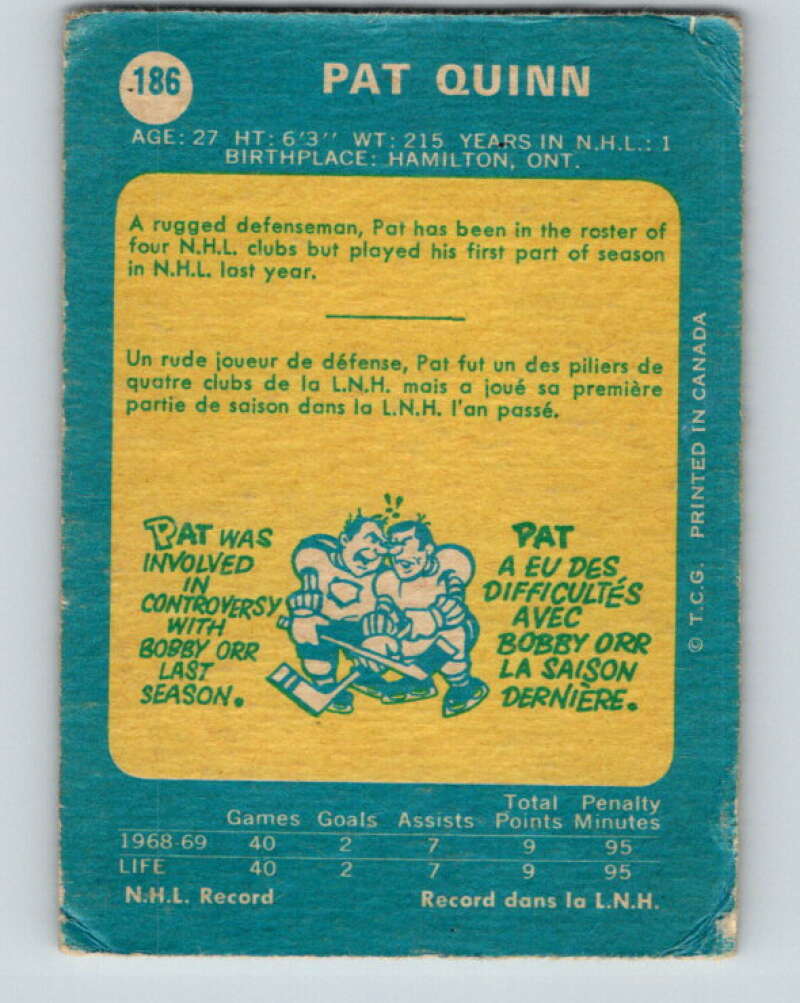 186
PAT QUINN
AGE: 27 HT: 6'3'' WT: 215 YEARS IN N.H.L.: 1
BIRTHPLACE: HAMILTON, ONT.
A rugged defenseman, Pat has been in the roster of
four N.H.L. clubs but played his first part of season
in N.H.L. last year.
Un rude joueur de défense, Pat fut un des piliers de
quatre clubs de la L.N.H. mais a joué sa première
partie de saison dans la L.N.H. l'an passé.
PAT WAS
INVOLVED
IN
CONTROVERSY
WITH
BOBBY ORR
LAST
SEASON.
!!
PAT
A EU DES
DIFFICULTÉS
AVEC
BOBBY ORR
LA SAISON
DERNIÈRE.
© T.C.G. PRINTED IN CANADA
Games Goals Assists Total Points Penalty Minutes
1968-69 40 2 7 9 95
LIFE 40 2 7 9 95
N.H.L. Record Record dans la L.N.H.